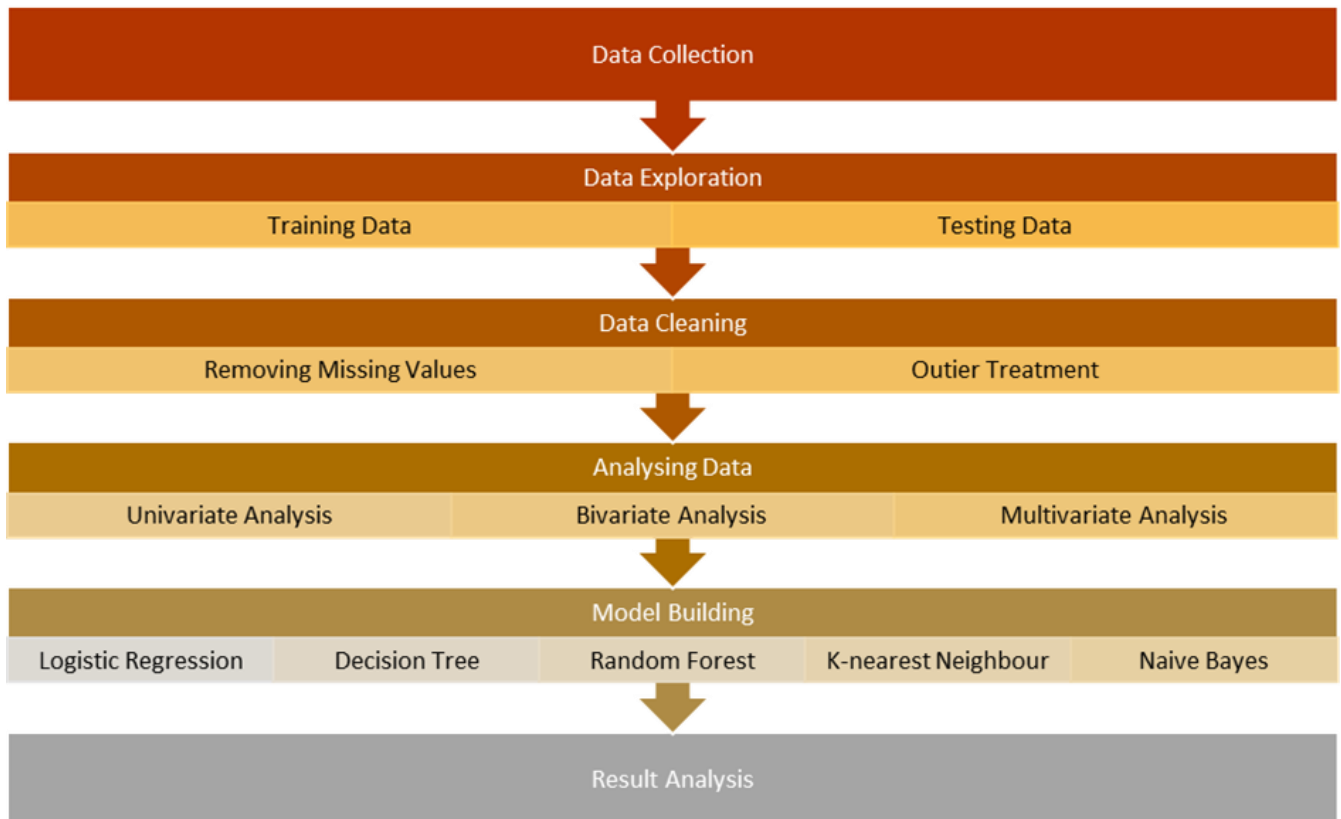 Data Collection
Data Exploration
Training Data Testing Data
Data Cleaning
Removing Missing Values Outier Treatment
Analysing Data
Univariate Analysis Bivariate Analysis Multivariate Analysis
Model Building
Logistic Regression Decision Tree Random Forest K-nearest Neighbour Naive Bayes
Result Analysis